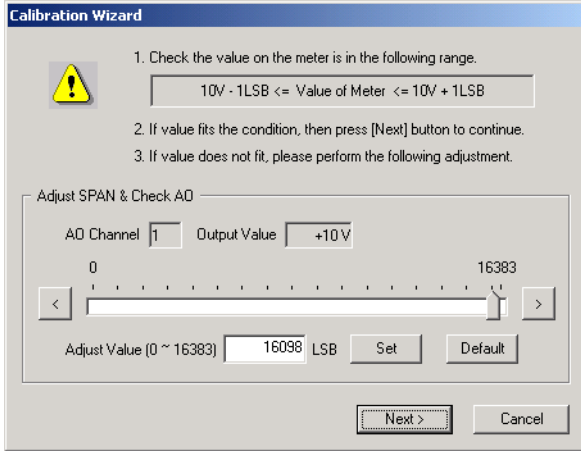 Calibration Wizard
1. Check the value on the meter is in the following range.
10V - 1LSB <= Value of Meter <= 10V + 1LSB
2. If value fits the condition, then press [Next] button to continue.
3. If value does not fit, please perform the following adjustment.
Adjust SPAN & Check AO
AO Channel 1 Output Value +10 V
0 16383
< >
Adjust Value (0 ~ 16383) 16098 LSB Set Default
Next > Cancel